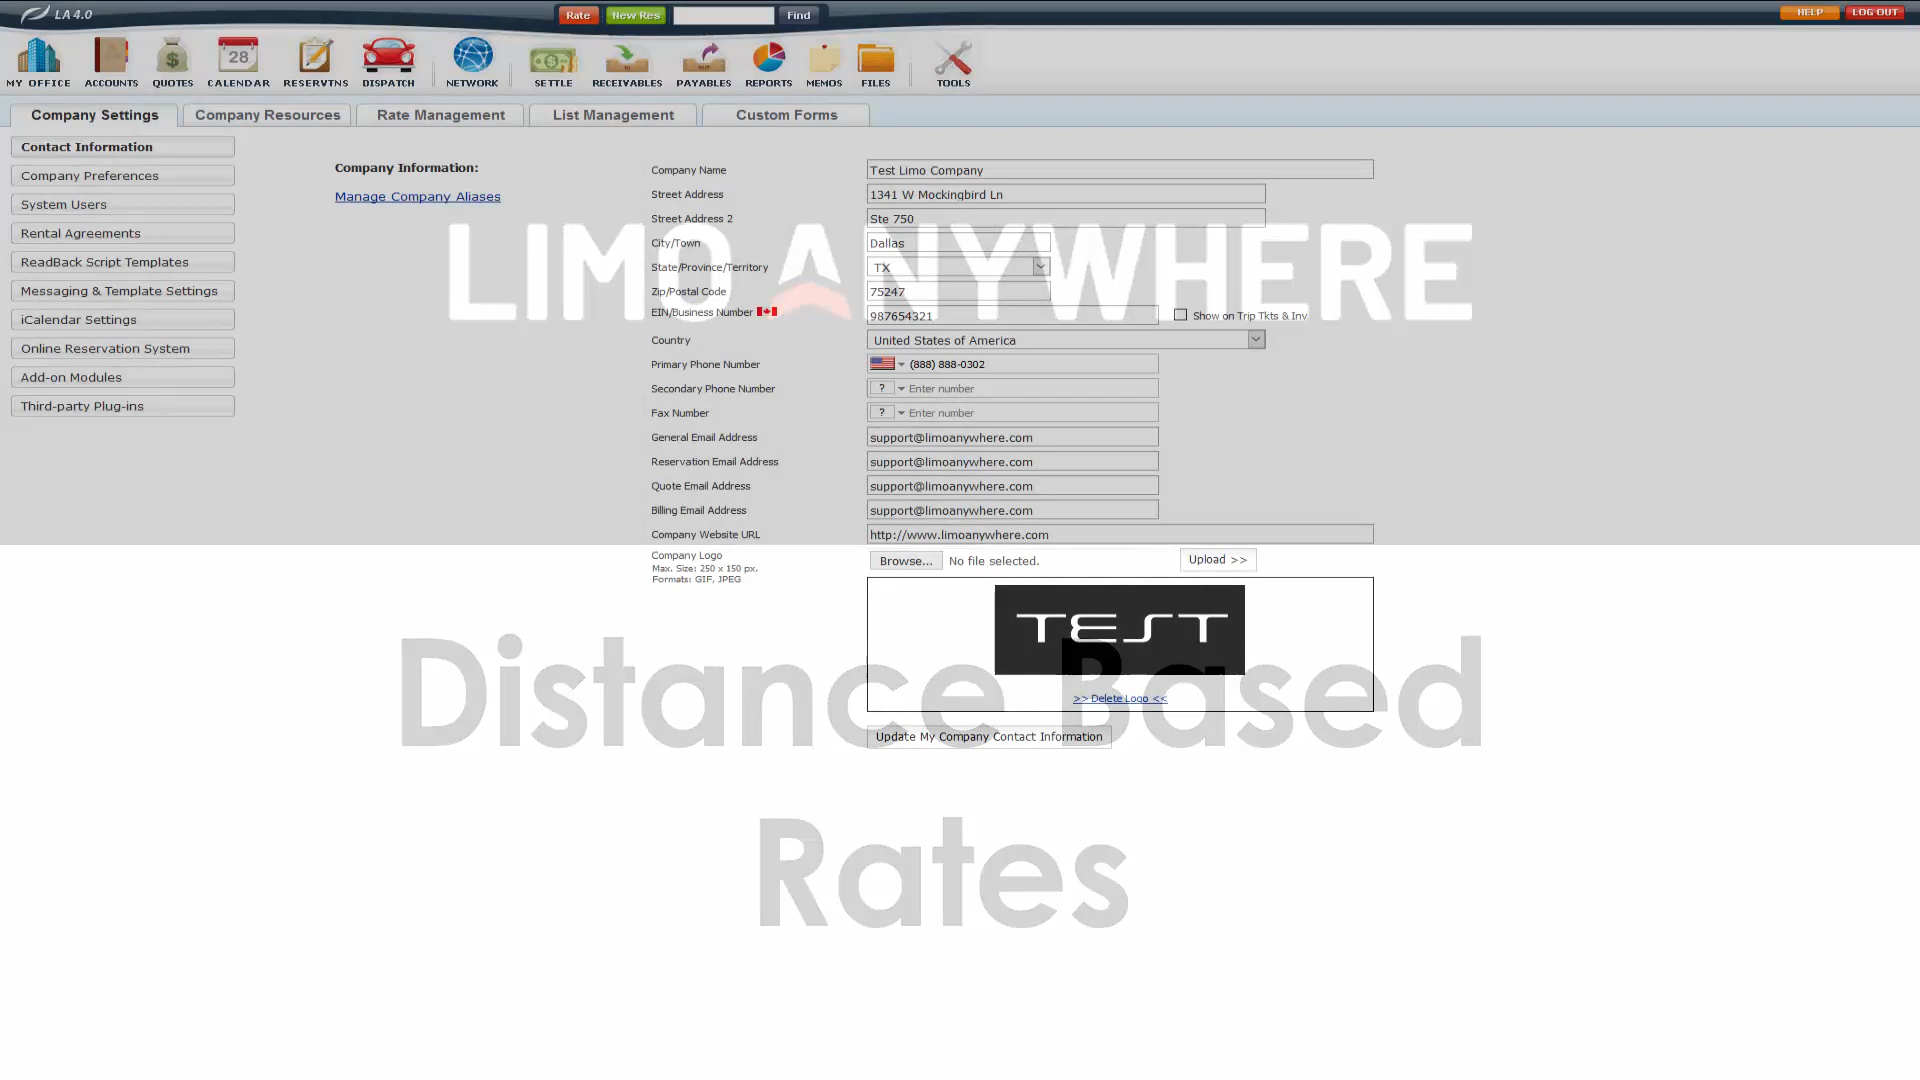 LA 4.0
Rate New Res Find
HELP LOG OUT
28
MY OFFICE ACCOUNTS QUOTES CALENDAR RESERVTNS DISPATCH NETWORK SETTLE RECEIVABLES PAYABLES REPORTS MEMOS FILES TOOLS
Company Settings Company Resources Rate Management List Management Custom Forms
Contact Information
Company Preferences
System Users
Rental Agreements
ReadBack Script Templates
Messaging & Template Settings
iCalendar Settings
Online Reservation System
Add-on Modules
Third-party Plug-ins
Company Information:
Manage Company Aliases
Company Name Test Limo Company
Street Address 1341 W Mockingbird Ln
Street Address 2 Ste 750
City/Town Dallas
State/Province/Territory TX
Zip/Postal Code 75247
EIN/Business Number 987654321 Show on Trip Tkts & Inv
LIMO ANYWHERE
Country United States of America
Primary Phone Number (888) 888-0302
Secondary Phone Number ? Enter number
Fax Number ? Enter number
General Email Address support@limoanywhere.com
Reservation Email Address support@limoanywhere.com
Quote Email Address support@limoanywhere.com
Billing Email Address support@limoanywhere.com
Company Website URL http://www.limoanywhere.com
Company Logo
Max. Size: 250 x 150 px.
Formats: GIF, JPEG
Browse... No file selected. Upload >>
TEST
>> Delete Logo <<
Update My Company Contact Information
Distance Based
Rates